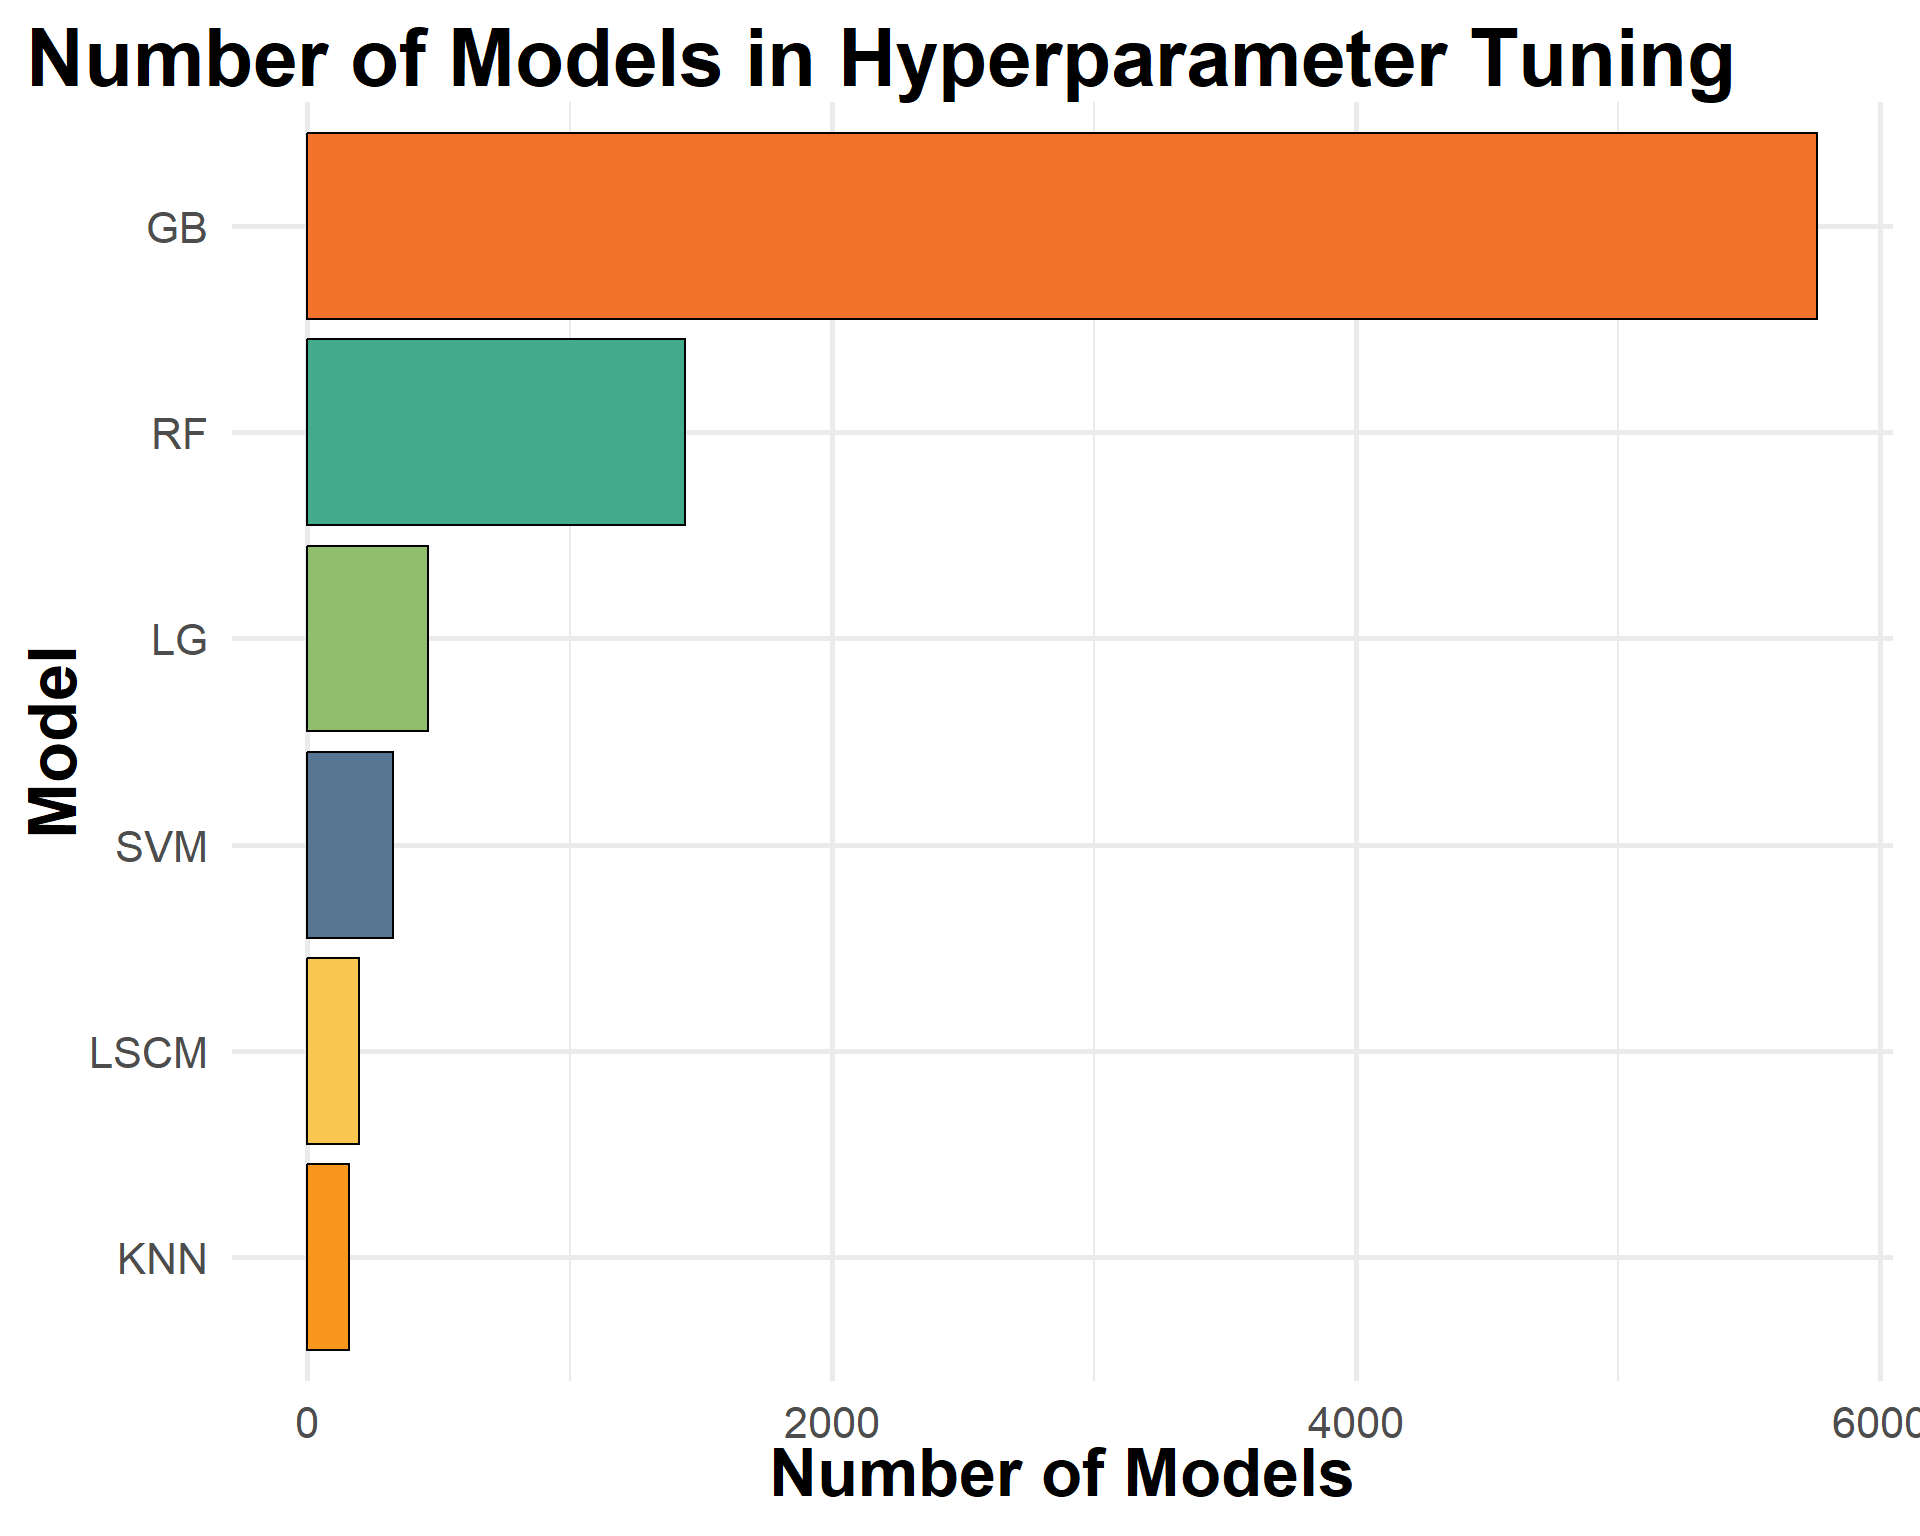 Number of Models in Hyperparameter Tuning
GB
RF
LG
SVM
LSCM
KNN
Model
0 2000 4000 6000
Number of Models